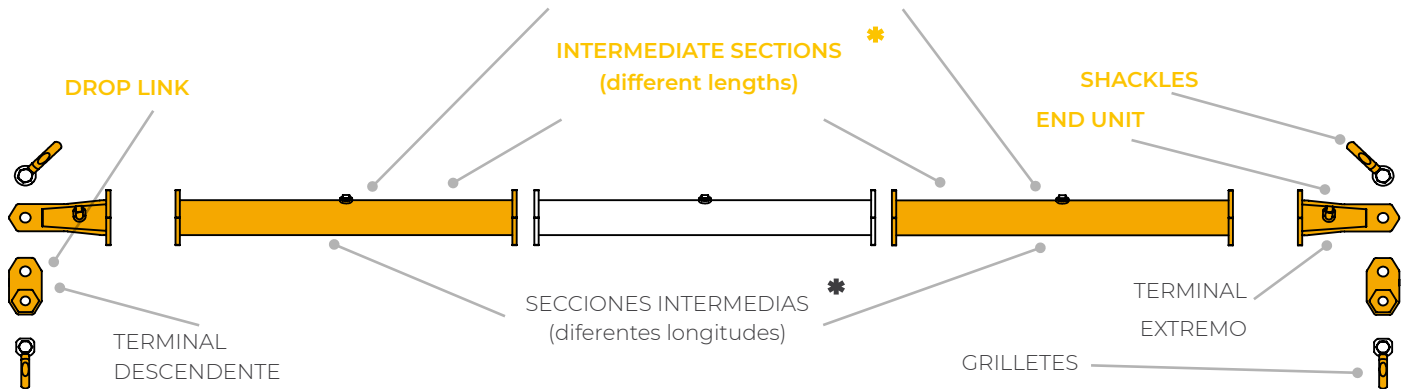 INTERMEDIATE SECTIONS *
(different lengths)
DROP LINK
SHACKLES
END UNIT
SECCIONES INTERMEDIAS *
(diferentes longitudes)
TERMINAL
DESCENDENTE
TERMINAL
EXTREMO
GRILLETES